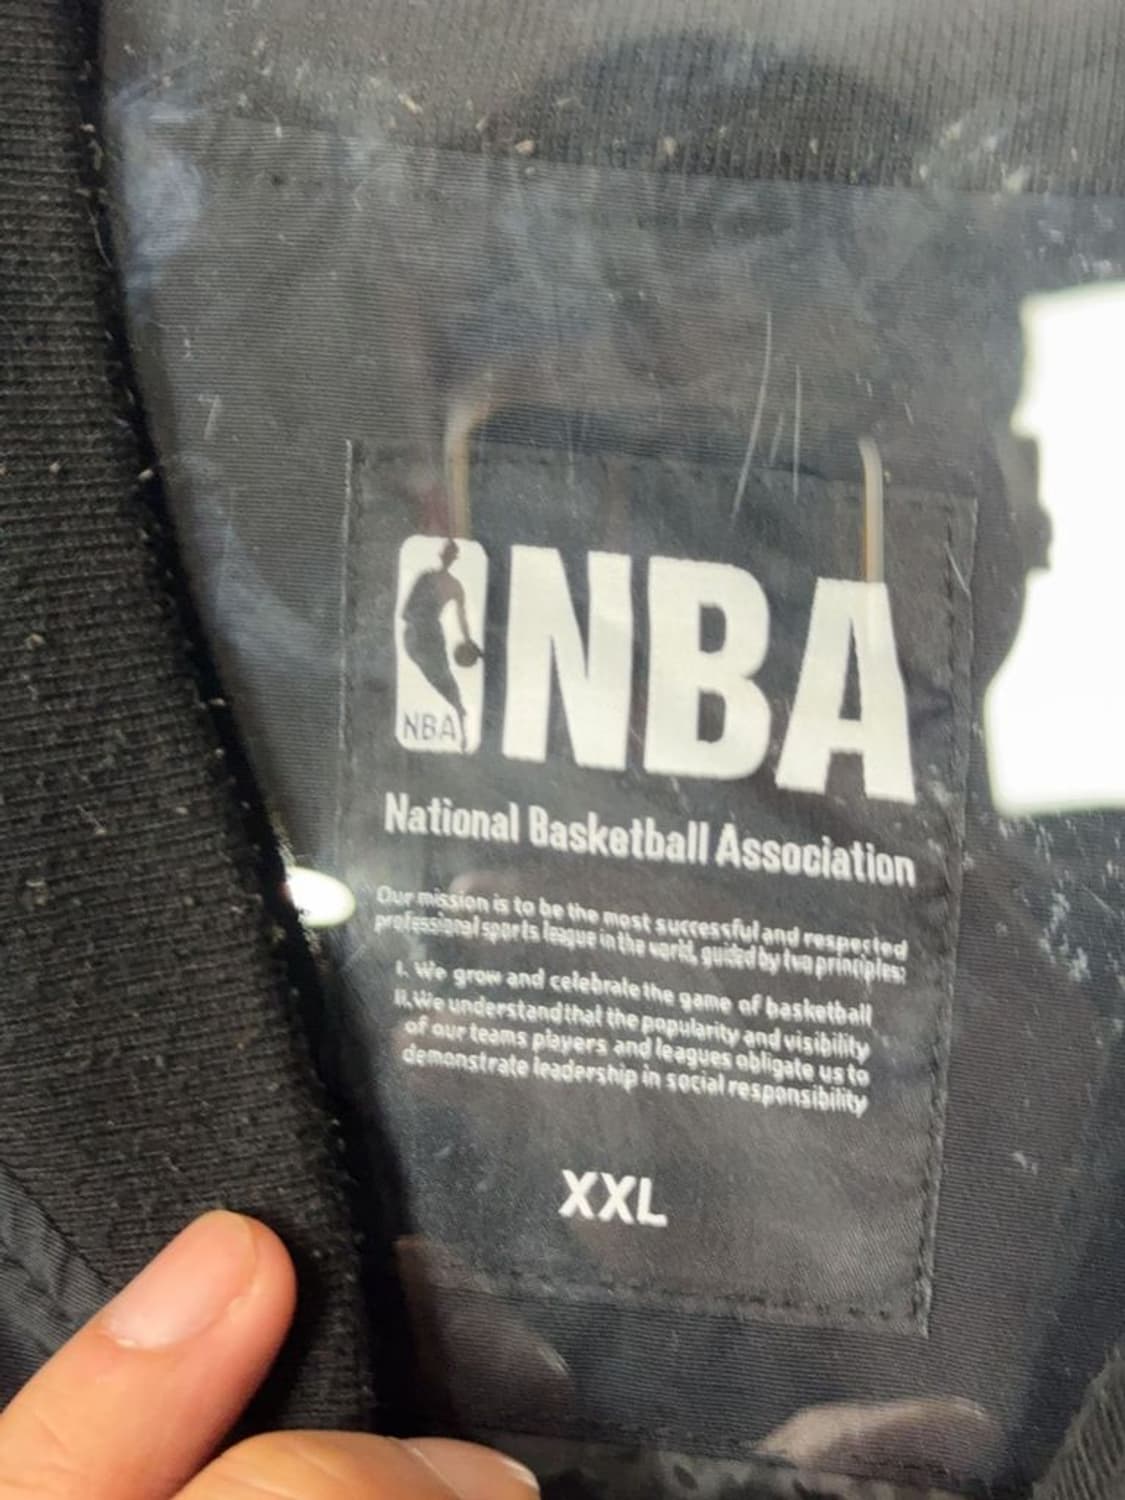 NBA
NBA
National Basketball Association
Our mission is to be the most successful and respected
professional sports league in the world, guided by two principles:
I. We grow and celebrate the game of basketball
II. We understand that the popularity and visibility
of our teams players and leagues obligate us to
demonstrate leadership in social responsibility
XXL